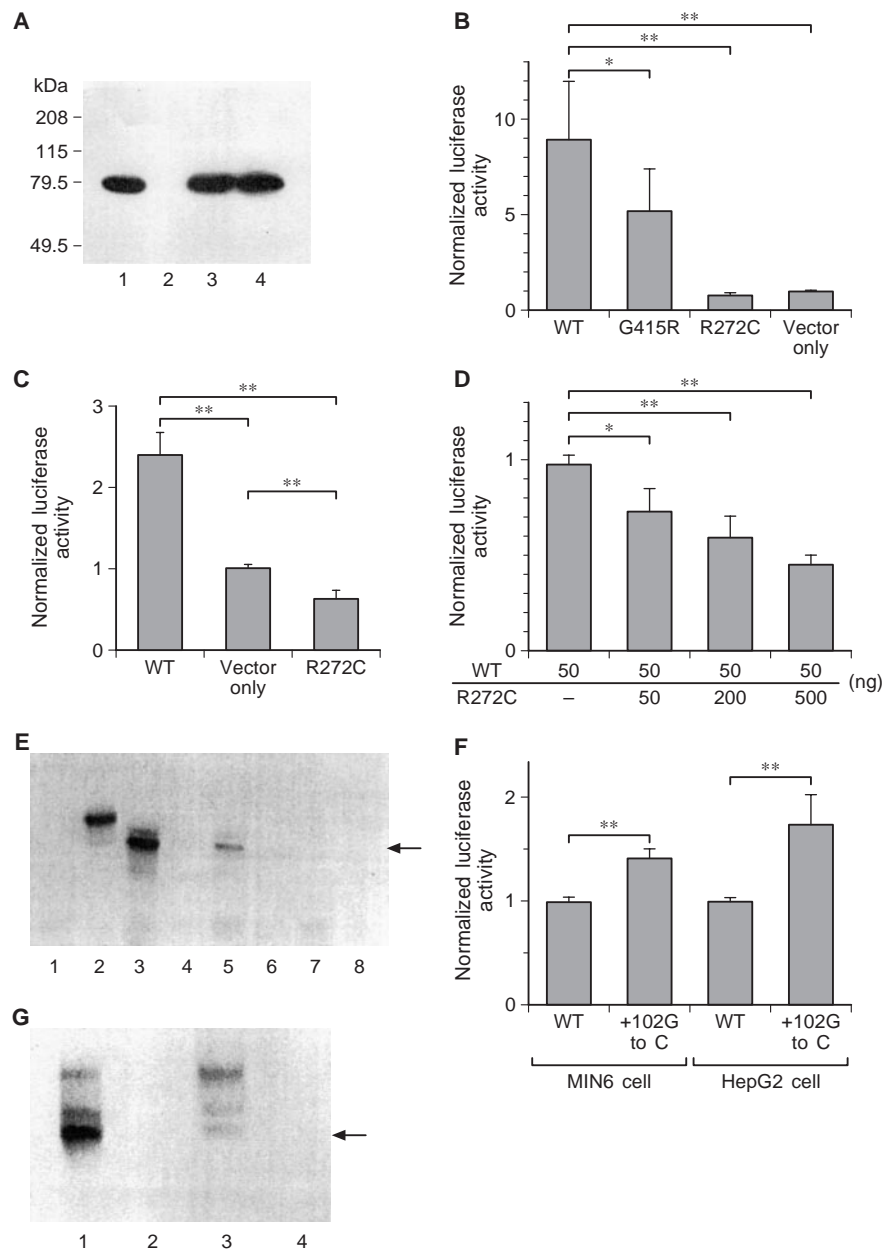 A
kDa
208
115
79.5
49.5
1 2 3 4
B
Normalized luciferase
activity
10
5
0
**
**
*
WT G415R R272C Vector
only
C
Normalized luciferase
activity
3
2
1
0
**
**
**
WT Vector
only R272C
D
Normalized luciferase
activity
1
0
**
**
*
WT 50 50 50 50
(ng)
R272C – 50 200 500
E
1 2 3 4 5 6 7 8
F
Normalized luciferase
activity
2
1
0
**
**
WT +102G
to C WT +102G
to C
MIN6 cell HepG2 cell
G
1 2 3 4